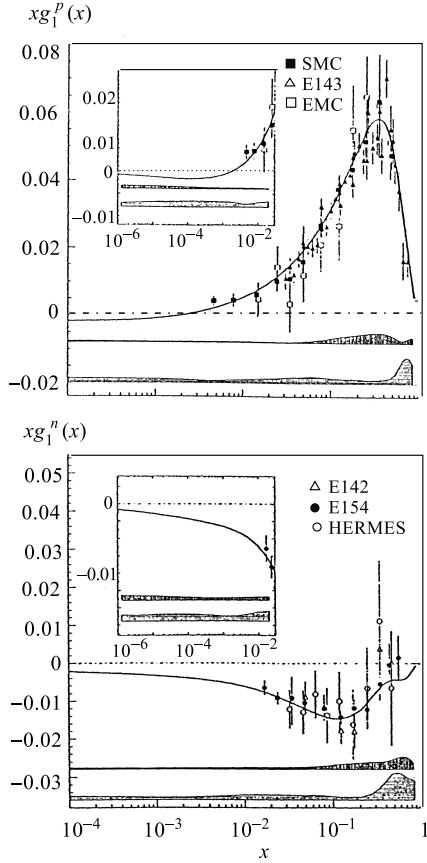 xg₁ᵖ(x)
0.08
■ SMC
△ E143
□ EMC
0.06
0.04
0.02
0
−0.02
0.02
0.01
0
−0.01
10⁻⁶ 10⁻⁴ 10⁻²
xg₁ⁿ(x)
0.05
△ E142
● E154
○ HERMES
0.04
0.03
0.02
0.01
0
−0.01
−0.02
−0.03
0
−0.01
10⁻⁶ 10⁻⁴ 10⁻²
10⁻⁴ 10⁻³ 10⁻² 10⁻¹ 1
x